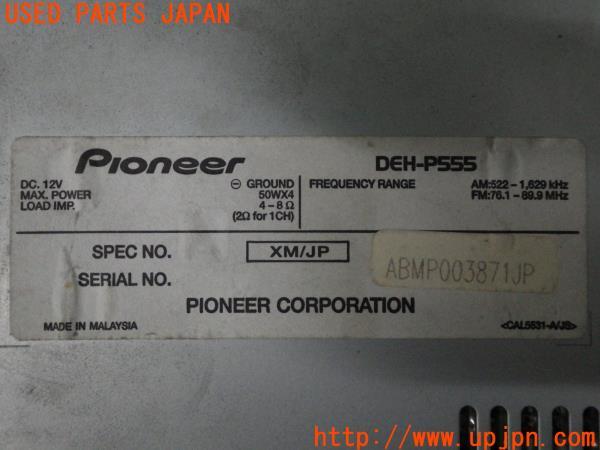 USED PARTS JAPAN
Pioneer DEH-P555
DC. 12V ⊖ GROUND
MAX. POWER 50WX4
LOAD IMP. 4-8Ω
(2Ω for 1CH)
FREQUENCY RANGE AM:522-1,629 kHz
FM:76.1-89.9 MHz
SPEC NO. XM/JP
SERIAL NO. ABMP003871JP
PIONEER CORPORATION
MADE IN MALAYSIA <CAL5531-A/JS>
http://www.upjpn.com/